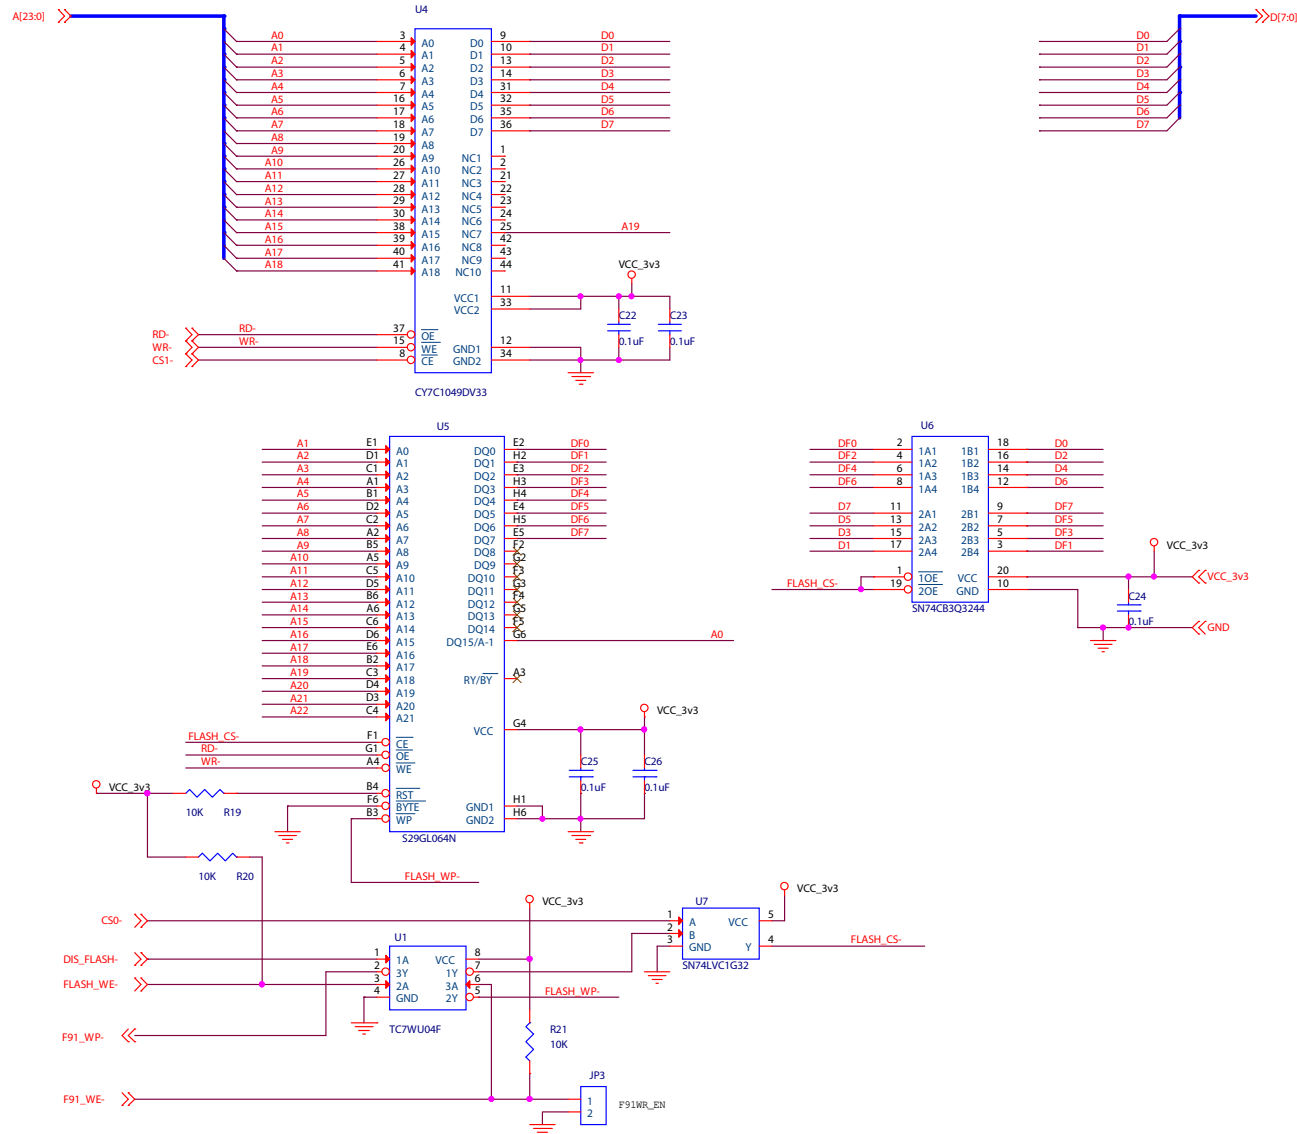 A[23:0]
U4
D[7:0]
A0 3 A0 D0 9 D0 D0
A1 4 A1 D1 10 D1 D1
A2 5 A2 D2 13 D2 D2
A3 6 A3 D3 14 D3 D3
A4 7 A4 D4 31 D4 D4
A5 16 A5 D5 32 D5 D5
A6 17 A6 D6 35 D6 D6
A7 18 A7 D7 36 D7 D7
A8 19 A8
A9 20 A9 NC1 1
A10 26 A10 NC2 2
A11 27 A11 NC3 21
A12 28 A12 NC4 22
A13 29 A13 NC5 23
A14 30 A14 NC6 24
A15 38 A15 NC7 25 A19
A16 39 A16 NC8 42
A17 40 A17 NC9 43
A18 41 A18 NC10 44
VCC_3v3
VCC1 11
VCC2 33
C22 C23
0.1uF 0.1uF
RD- RD- 37 OE
WR- WR- 15 WE GND1 12
CS1- 8 CE GND2 34
CY7C1049DV33
U5
U6
A1 E1 A0 DQ0 E2 DF0
A2 D1 A1 DQ1 H2 DF1
A3 C1 A2 DQ2 E3 DF2
A4 A1 A3 DQ3 H3 DF3
A5 B1 A4 DQ4 H4 DF4
A6 D2 A5 DQ5 E4 DF5
A7 C2 A6 DQ6 H5 DF6
A8 A2 A7 DQ7 E5 DF7
A9 B5 A8 DQ8 F2
A10 A5 A9 DQ9 G2
A11 C5 A10 DQ10 F3
A12 D5 A11 DQ11 G3
A13 B6 A12 DQ12 F4
A14 A6 A13 DQ13 G5
A15 C6 A14 DQ14 F5
A16 D6 A15 DQ15/A-1 G6 A0
A17 E6 A16
A18 B2 A17
A19 C3 A18 RY/BY A3
A20 D4 A19
A21 D3 A20
A22 C4 A21
VCC G4
VCC_3v3
FLASH_CS- F1 CE
RD- G1 OE
WR- A4 WE
C25 C26
0.1uF 0.1uF
VCC_3v3
B4 RST
10K R19
F6 BYTE GND1 H1
B3 WP GND2 H6
S29GL064N
10K R20
FLASH_WP-
DF0 2 1A1 1B1 18 D0
DF2 4 1A2 1B2 16 D2
DF4 6 1A3 1B3 14 D4
DF6 8 1A4 1B4 12 D6
D7 11 2A1 2B1 9 DF7
D5 13 2A2 2B2 7 DF5
D3 15 2A3 2B3 5 DF3
D1 17 2A4 2B4 3 DF1
VCC_3v3
1 1OE VCC 20 VCC_3v3
FLASH_CS- 19 2OE GND 10
SN74CB3Q3244
C24
0.1uF
GND
VCC_3v3
VCC_3v3
U7
CS0- 1 A VCC 5
2 B
3 GND Y 4 FLASH_CS-
SN74LVC1G32
U1
DIS_FLASH- 1 1A VCC 8
2 3Y 1Y 7
FLASH_WE- 3 2A 3A 6
4 GND 2Y 5 FLASH_WP-
TC7WU04F
F91_WP-
R21
10K
JP3
F91_WE- 1 F91WR_EN
2